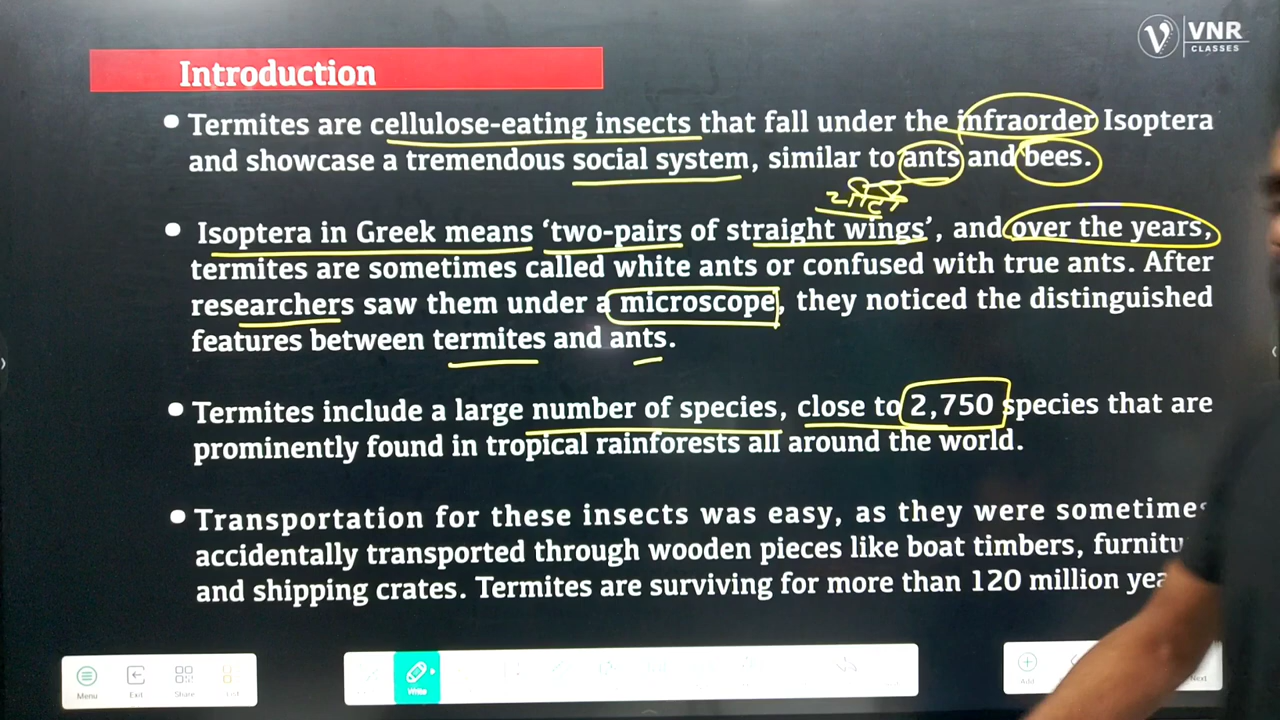 VNR
CLASSES
Introduction
• Termites are cellulose-eating insects that fall under the infraorder Isoptera
and showcase a tremendous social system, similar to ants and bees.
• Isoptera in Greek means ‘two-pairs of straight wings’, and over the years,
termites are sometimes called white ants or confused with true ants. After
researchers saw them under a microscope, they noticed the distinguished
features between termites and ants.
• Termites include a large number of species, close to 2,750 species that are
prominently found in tropical rainforests all around the world.
• Transportation for these insects was easy, as they were sometimes
accidentally transported through wooden pieces like boat timbers,
and shipping crates. Termites are surviving for more than 120 million
Menu Exit Share List Write Add Next